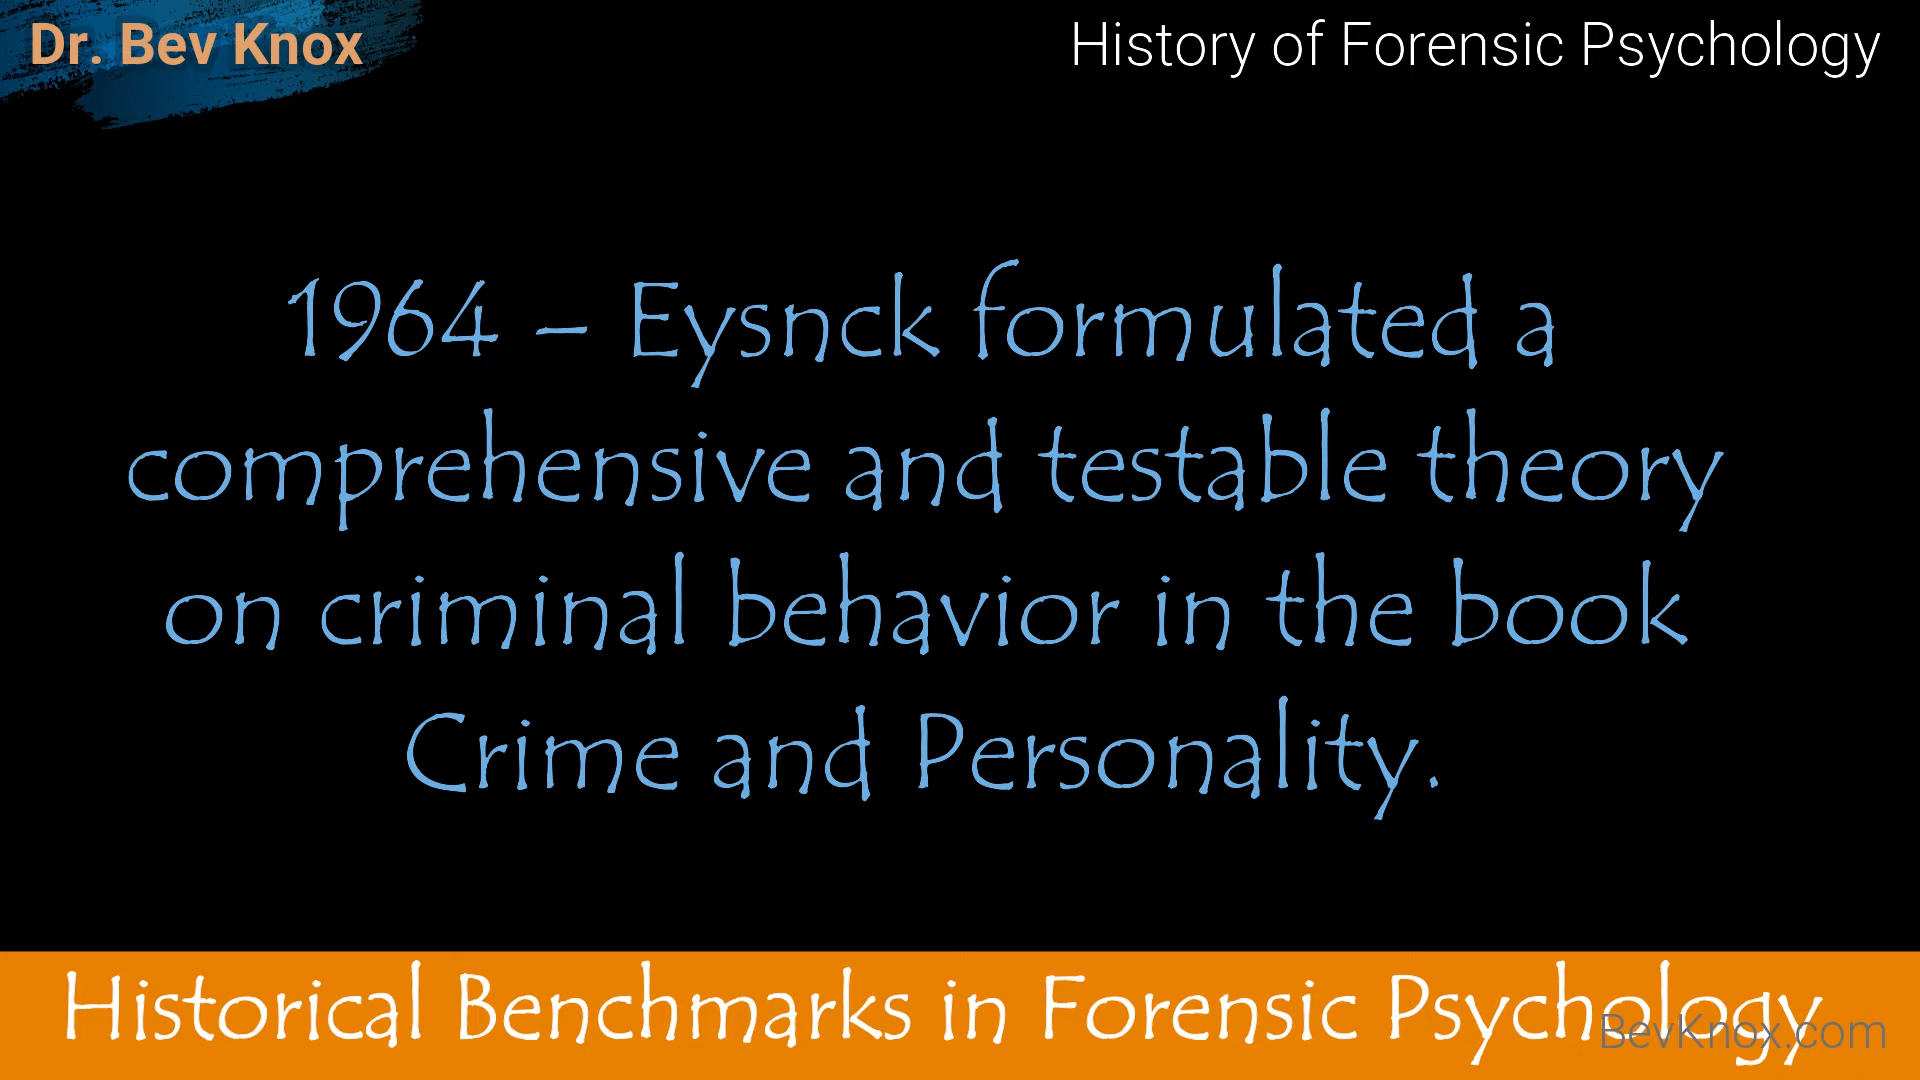 Dr. Bev Knox
History of Forensic Psychology
1964 – Eysnck formulated a
comprehensive and testable theory
on criminal behavior in the book
Crime and Personality.
Historical Benchmarks in Forensic Psychology
BevKnox.com